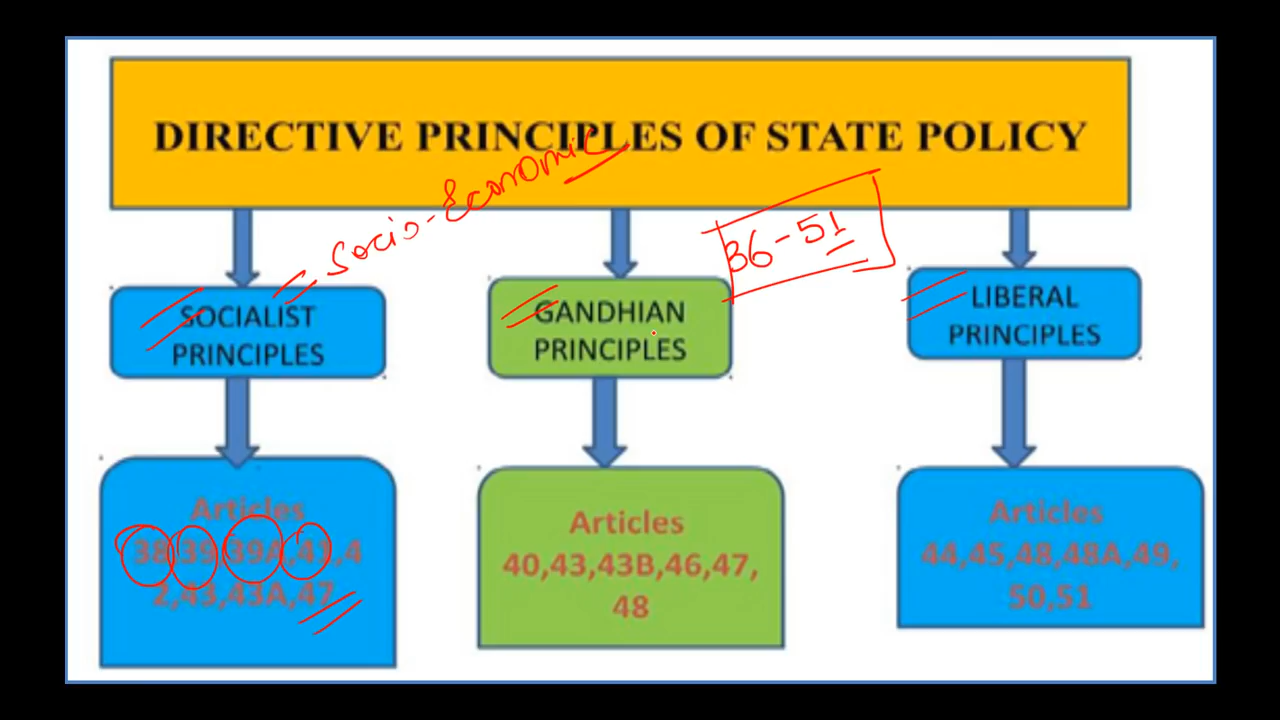 DIRECTIVE PRINCIPLES OF STATE POLICY
Socio-Economic
36-51
SOCIALIST
PRINCIPLES
Articles
38,39,39A,41,4
2,43,43A,47
GANDHIAN
PRINCIPLES
Articles
40,43,43B,46,47,
48
LIBERAL
PRINCIPLES
Articles
44,45,48,48A,49,
50,51